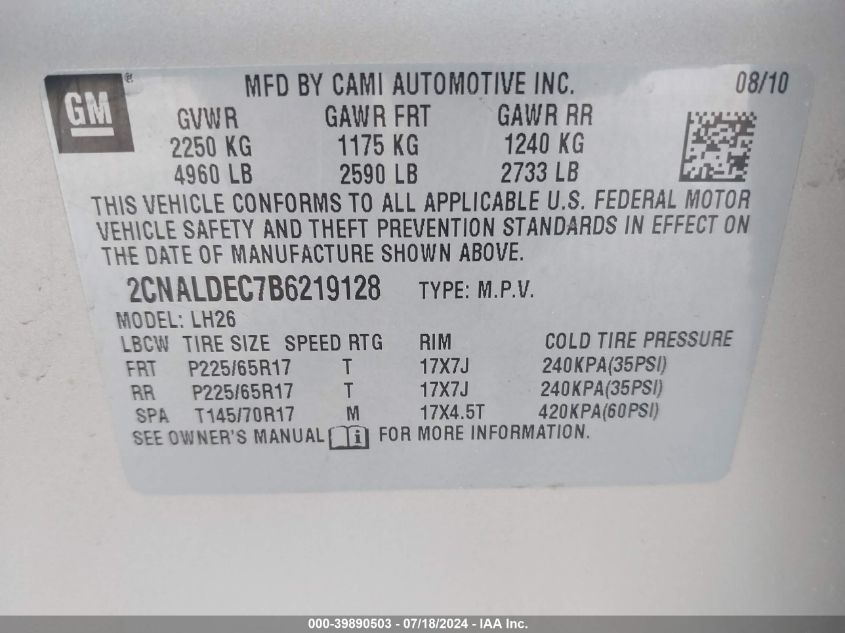 GM ® MFD BY CAMI AUTOMOTIVE INC. 08/10
GVWR GAWR FRT GAWR RR
2250 KG 1175 KG 1240 KG
4960 LB 2590 LB 2733 LB
THIS VEHICLE CONFORMS TO ALL APPLICABLE U.S. FEDERAL MOTOR
VEHICLE SAFETY AND THEFT PREVENTION STANDARDS IN EFFECT ON
THE DATE OF MANUFACTURE SHOWN ABOVE.
2CNALDEC7B6219128 TYPE: M.P.V.
MODEL: LH26
LBCW TIRE SIZE SPEED RTG RIM COLD TIRE PRESSURE
FRT P225/65R17 T 17X7J 240KPA(35PSI)
RR P225/65R17 T 17X7J 240KPA(35PSI)
SPA T145/70R17 M 17X4.5T 420KPA(60PSI)
SEE OWNER'S MANUAL FOR MORE INFORMATION.
000-39890503 - 07/18/2024 - IAA Inc.